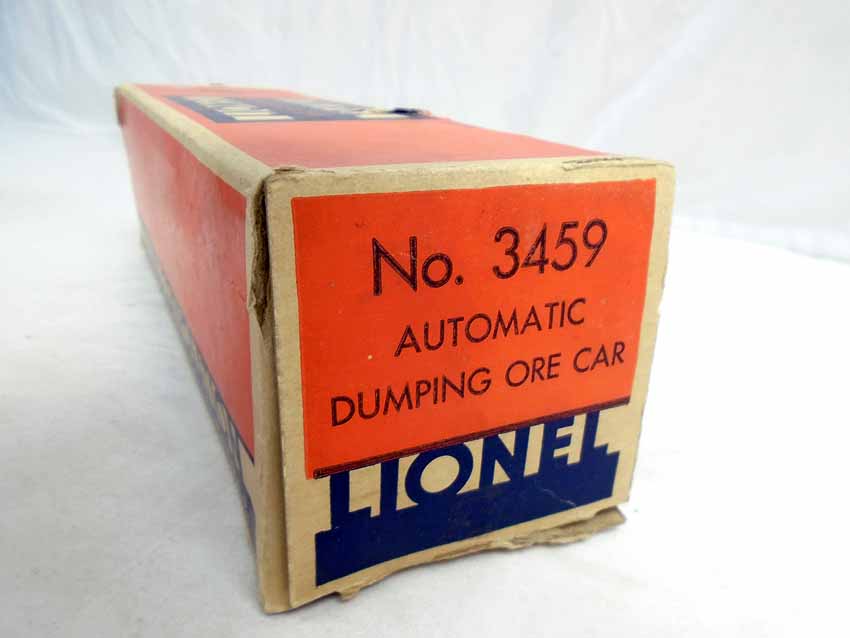 No. 3459
AUTOMATIC
DUMPING ORE CAR
LIONEL